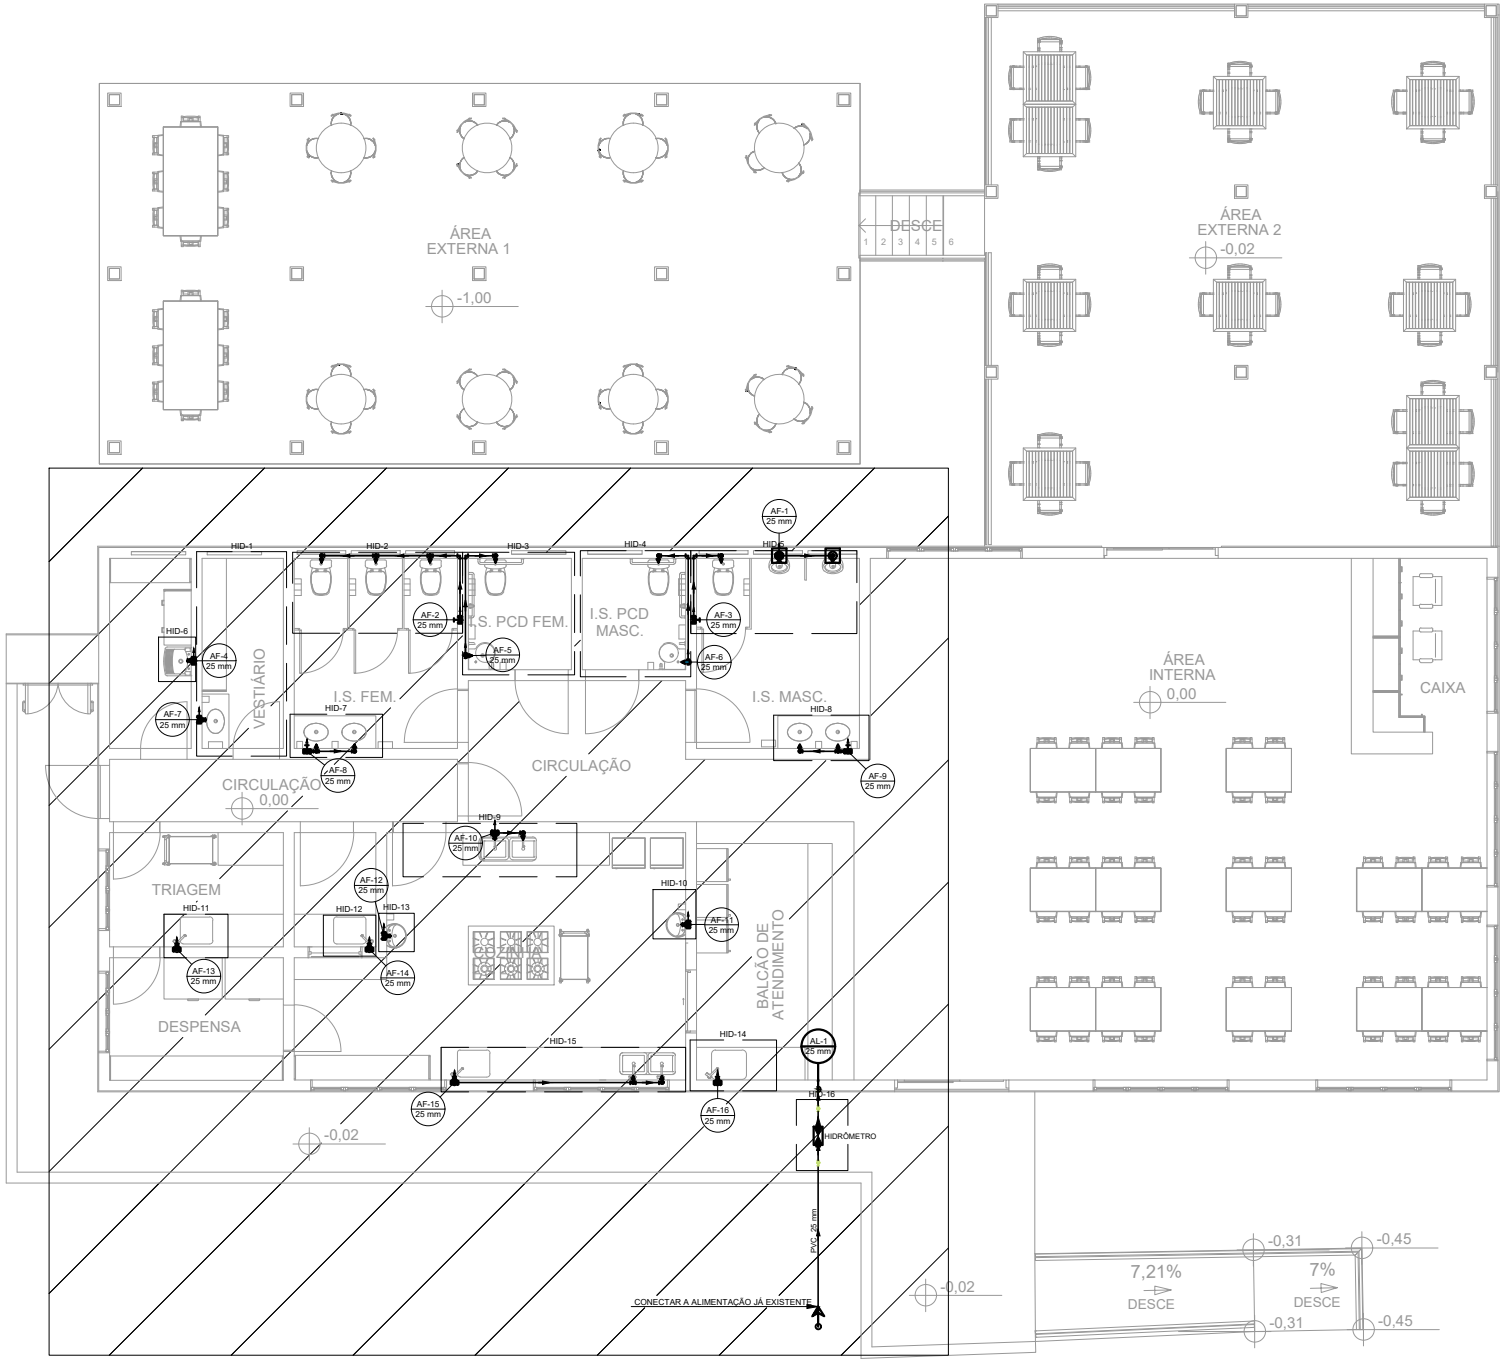 ÁREA
EXTERNA 1
-1,00
DESCE
1 2 3 4 5 6
ÁREA
EXTERNA 2
-0,02
AF-1
25 mm
HID-1
HID-2
HID-3
HID-4
HID-5
AF-2
25 mm
I.S. PCD FEM.
I.S. PCD
MASC.
AF-3
25 mm
HID-6
AF-4
25 mm
AF-5
25 mm
AF-6
25 mm
VESTIÁRIO
I.S. FEM.
I.S. MASC.
ÁREA
INTERNA
0,00
CAIXA
AF-7
25 mm
HID-7
HID-8
AF-8
25 mm
AF-9
25 mm
CIRCULAÇÃO
0,00
CIRCULAÇÃO
HID-9
AF-10
25 mm
TRIAGEM
AF-12
25 mm
HID-10
HID-11
HID-12
HID-13
AF-11
25 mm
COZINHA
AF-13
25 mm
AF-14
25 mm
BALCÃO DE
ATENDIMENTO
DESPENSA
HID-15
HID-14
AL-1
25 mm
AF-15
25 mm
AF-16
25 mm
HID-16
HIDRÔMETRO
-0,02
PVC 25 mm
CONECTAR A ALIMENTAÇÃO JÁ EXISTENTE
-0,02
-0,31
-0,45
7,21%
DESCE
7%
DESCE
-0,31
-0,45